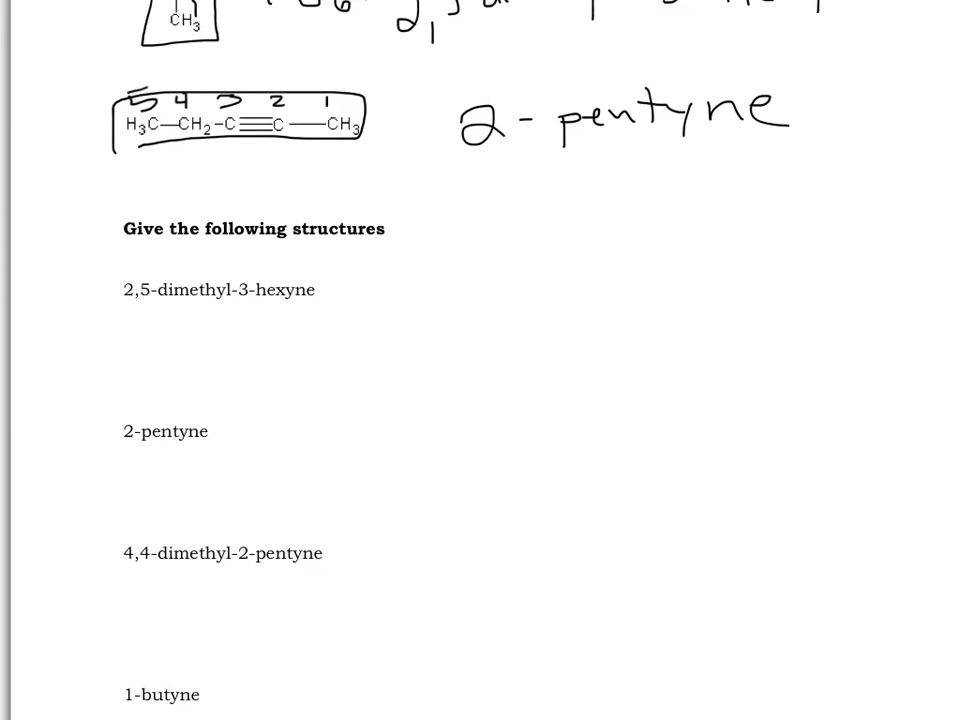 CH3
5 4 3 2 1
H3C—CH2-C≡C—CH3 2 - pentyne
Give the following structures
2,5-dimethyl-3-hexyne
2-pentyne
4,4-dimethyl-2-pentyne
1-butyne